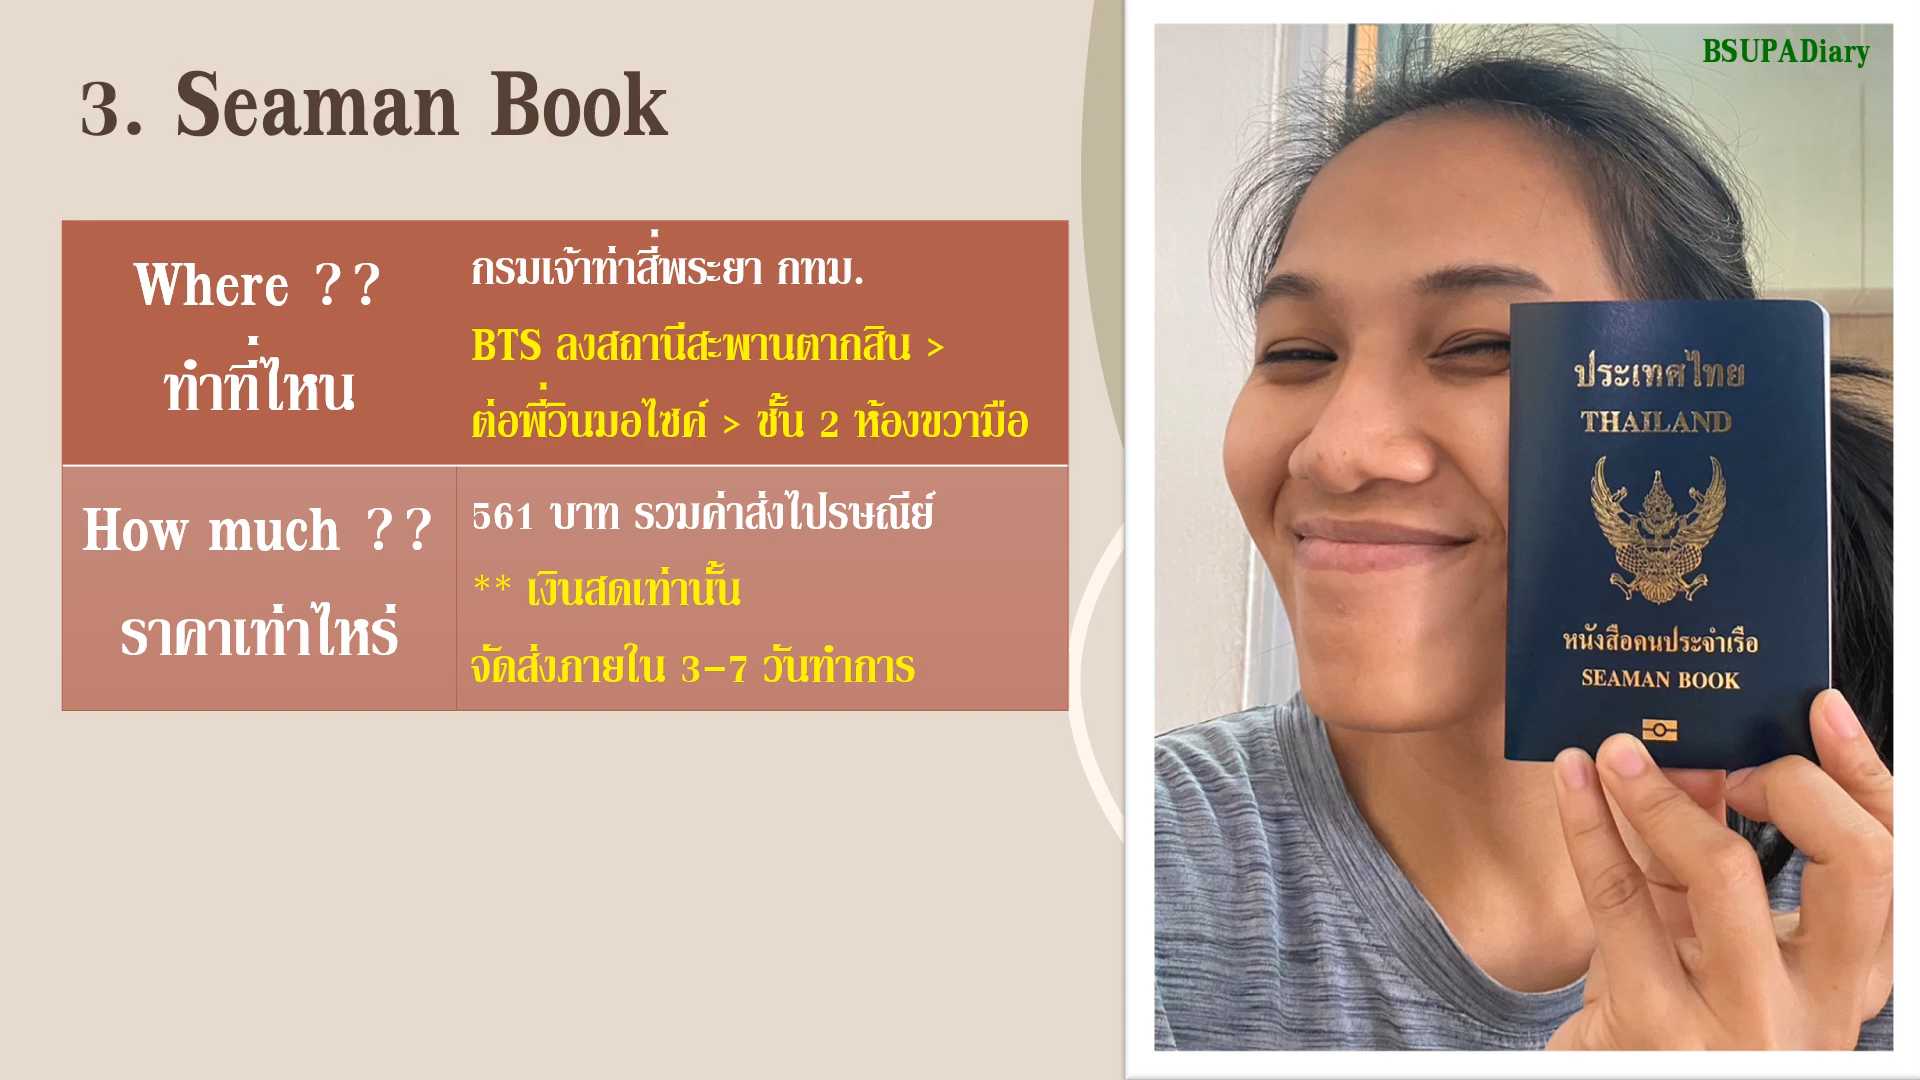 3. Seaman Book
Where ??
ทำที่ไหน
กรมเจ้าท่าสี่พระยา กทม.
BTS ลงสถานีสะพานตากสิน >
ต่อพี่วินมอไซค์ > ชั้น 2 ห้องขวามือ
How much ??
ราคาเท่าไหร่
561 บาท รวมค่าส่งไปรษณีย์
** เงินสดเท่านั้น
จัดส่งภายใน 3-7 วันทำการ
BSUPADiary
ประเทศไทย
THAILAND
หนังสือคนประจำเรือ
SEAMAN BOOK